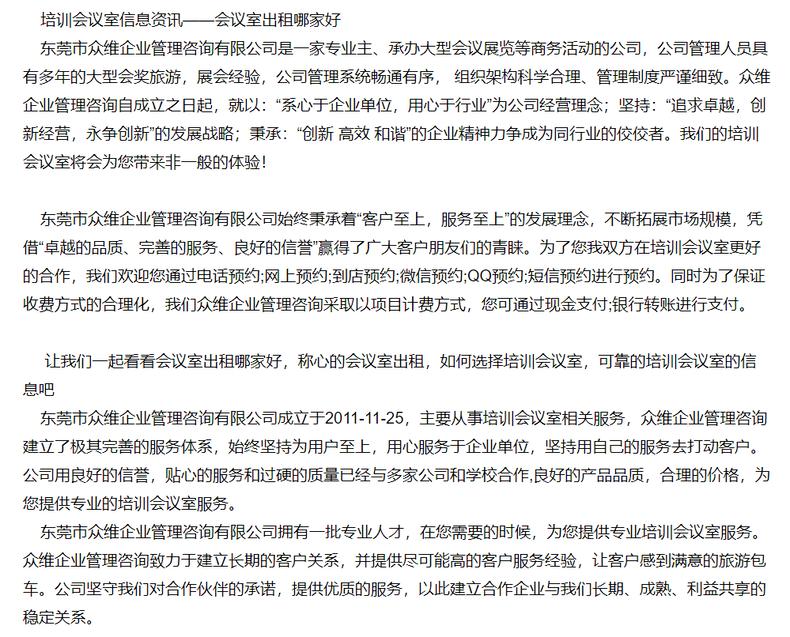 培训会议室信息资讯——会议室出租哪家好
东莞市众维企业管理咨询有限公司是一家专业主、承办大型会议展览等商务活动的公司，公司管理人员具
有多年的大型会奖旅游，展会经验，公司管理系统畅通有序， 组织架构科学合理、管理制度严谨细致。众维
企业管理咨询自成立之日起，就以：“系心于企业单位，用心于行业”为公司经营理念；坚持：“追求卓越，创
新经营，永争创新”的发展战略；秉承：“创新 高效 和谐”的企业精神力争成为同行业的佼佼者。我们的培训
会议室将会为您带来非一般的体验！
东莞市众维企业管理咨询有限公司始终秉承着“客户至上，服务至上”的发展理念，不断拓展市场规模，凭
借“卓越的品质、完善的服务、良好的信誉”赢得了广大客户朋友们的青睐。为了您我双方在培训会议室更好
的合作，我们欢迎您通过电话预约;网上预约;到店预约;微信预约;QQ预约;短信预约进行预约。同时为了保证
收费方式的合理化，我们众维企业管理咨询采取以项目计费方式，您可通过现金支付;银行转账进行支付。
让我们一起看看会议室出租哪家好，称心的会议室出租，如何选择培训会议室，可靠的培训会议室的信
息吧
东莞市众维企业管理咨询有限公司成立于2011-11-25，主要从事培训会议室相关服务，众维企业管理咨询
建立了极其完善的服务体系，始终坚持为用户至上，用心服务于企业单位，坚持用自己的服务去打动客户。
公司用良好的信誉，贴心的服务和过硬的质量已经与多家公司和学校合作,良好的产品品质，合理的价格，为
您提供专业的培训会议室服务。
东莞市众维企业管理咨询有限公司拥有一批专业人才，在您需要的时候，为您提供专业培训会议室服务。
众维企业管理咨询致力于建立长期的客户关系，并提供尽可能高的客户服务经验，让客户感到满意的旅游包
车。公司坚守我们对合作伙伴的承诺，提供优质的服务，以此建立合作企业与我们长期、成熟、利益共享的
稳定关系。